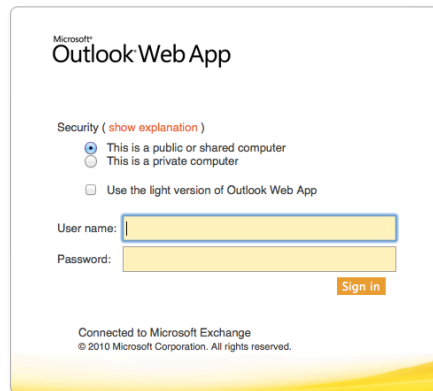 Microsoft®
Outlook Web App
Security ( show explanation )
This is a public or shared computer
This is a private computer
Use the light version of Outlook Web App
User name:
Password:
Sign in
Connected to Microsoft Exchange
© 2010 Microsoft Corporation. All rights reserved.